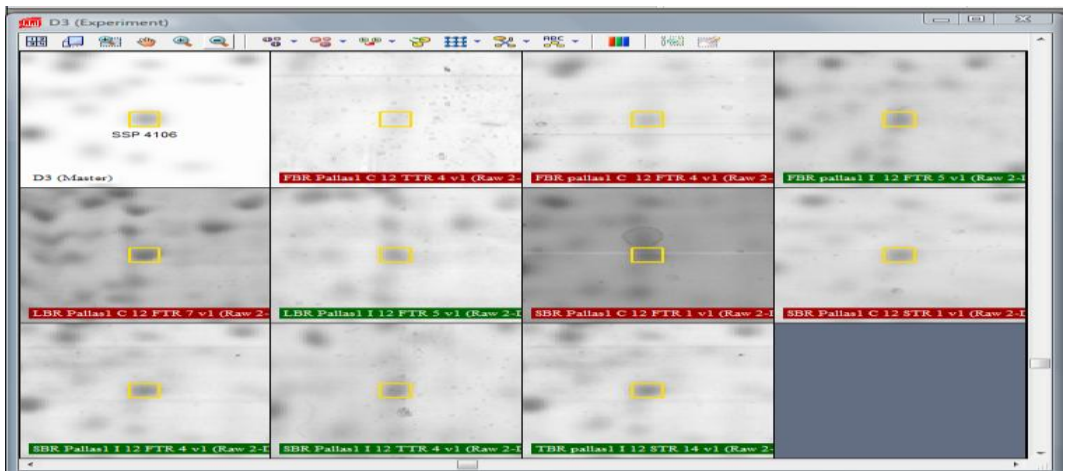 D3 (Experiment)
SSP 4106
D3 (Master)
FBR Pallas1 C 12 TTR 4 v1 (Raw 2-
FBR pallas1 C 12 FTR 4 v1 (Raw 2-
FBR pallas1 I 12 FTR 5 v1 (Raw 2-D
LBR Pallas1 C 12 FTR 7 v1 (Raw 2-
LBR Pallas1 I 12 FTR 5 v1 (Raw 2-D
SBR Pallas1 C 12 FTR 1 v1 (Raw 2-
SBR Pallas1 C 12 STR 1 v1 (Raw 2-I
SBR Pallas1 I 12 FTR 4 v1 (Raw 2-D
SBR Pallas1 I 12 TTR 4 v1 (Raw 2-D
TBR pallas1 I 12 STR 14 v1 (Raw 2-